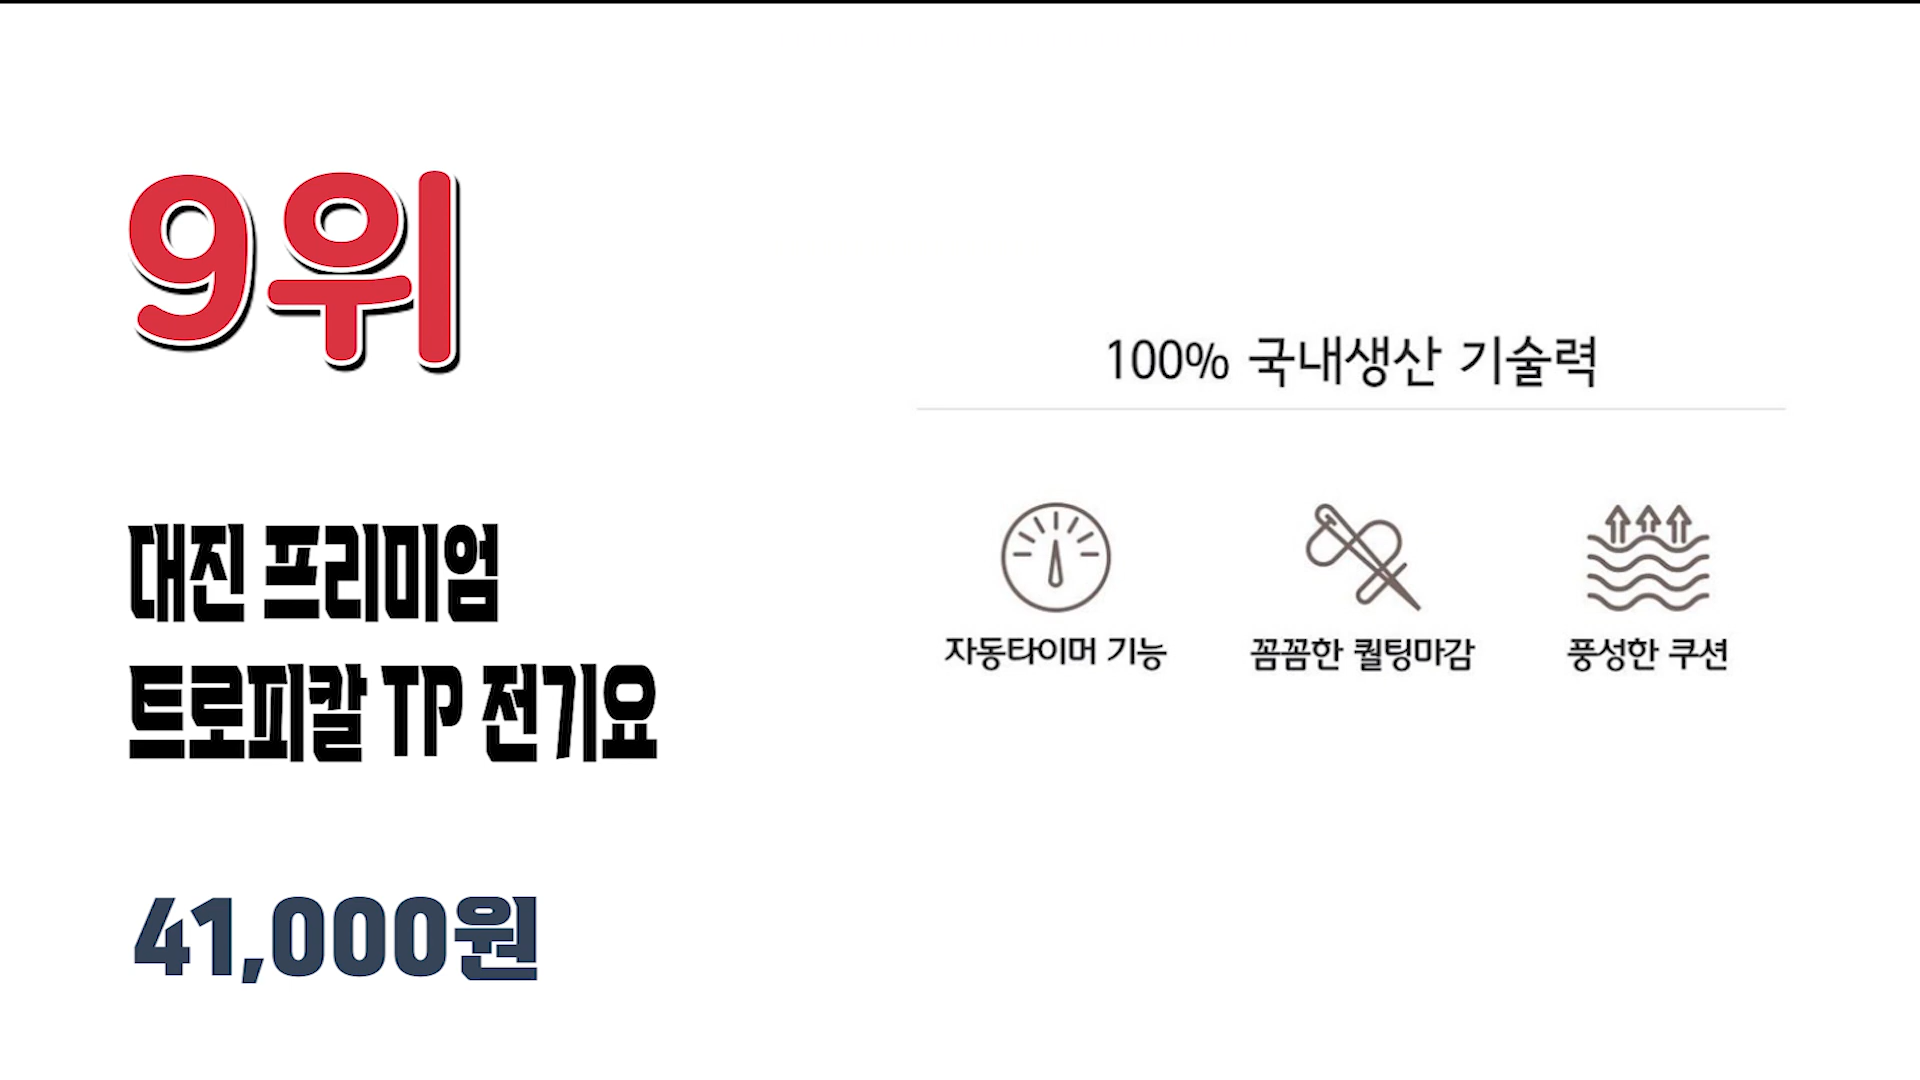 9위
대진 프리미엄
트로피칼 TP 전기요
41,000원
100% 국내생산 기술력
자동타이머 기능
꼼꼼한 퀼팅마감
풍성한 쿠션